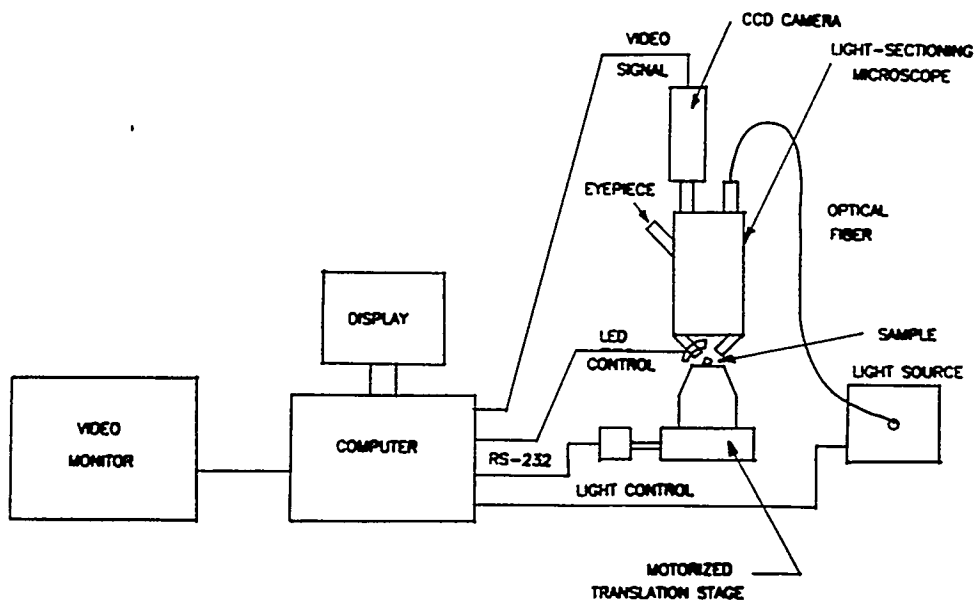 CCD CAMERA
VIDEO
SIGNAL
LIGHT-SECTIONING
MICROSCOPE
EYEPIECE
OPTICAL
FIBER
DISPLAY
LED
CONTROL
SAMPLE
LIGHT SOURCE
VIDEO
MONITOR
COMPUTER
RS-232
LIGHT CONTROL
MOTORIZED
TRANSLATION STAGE